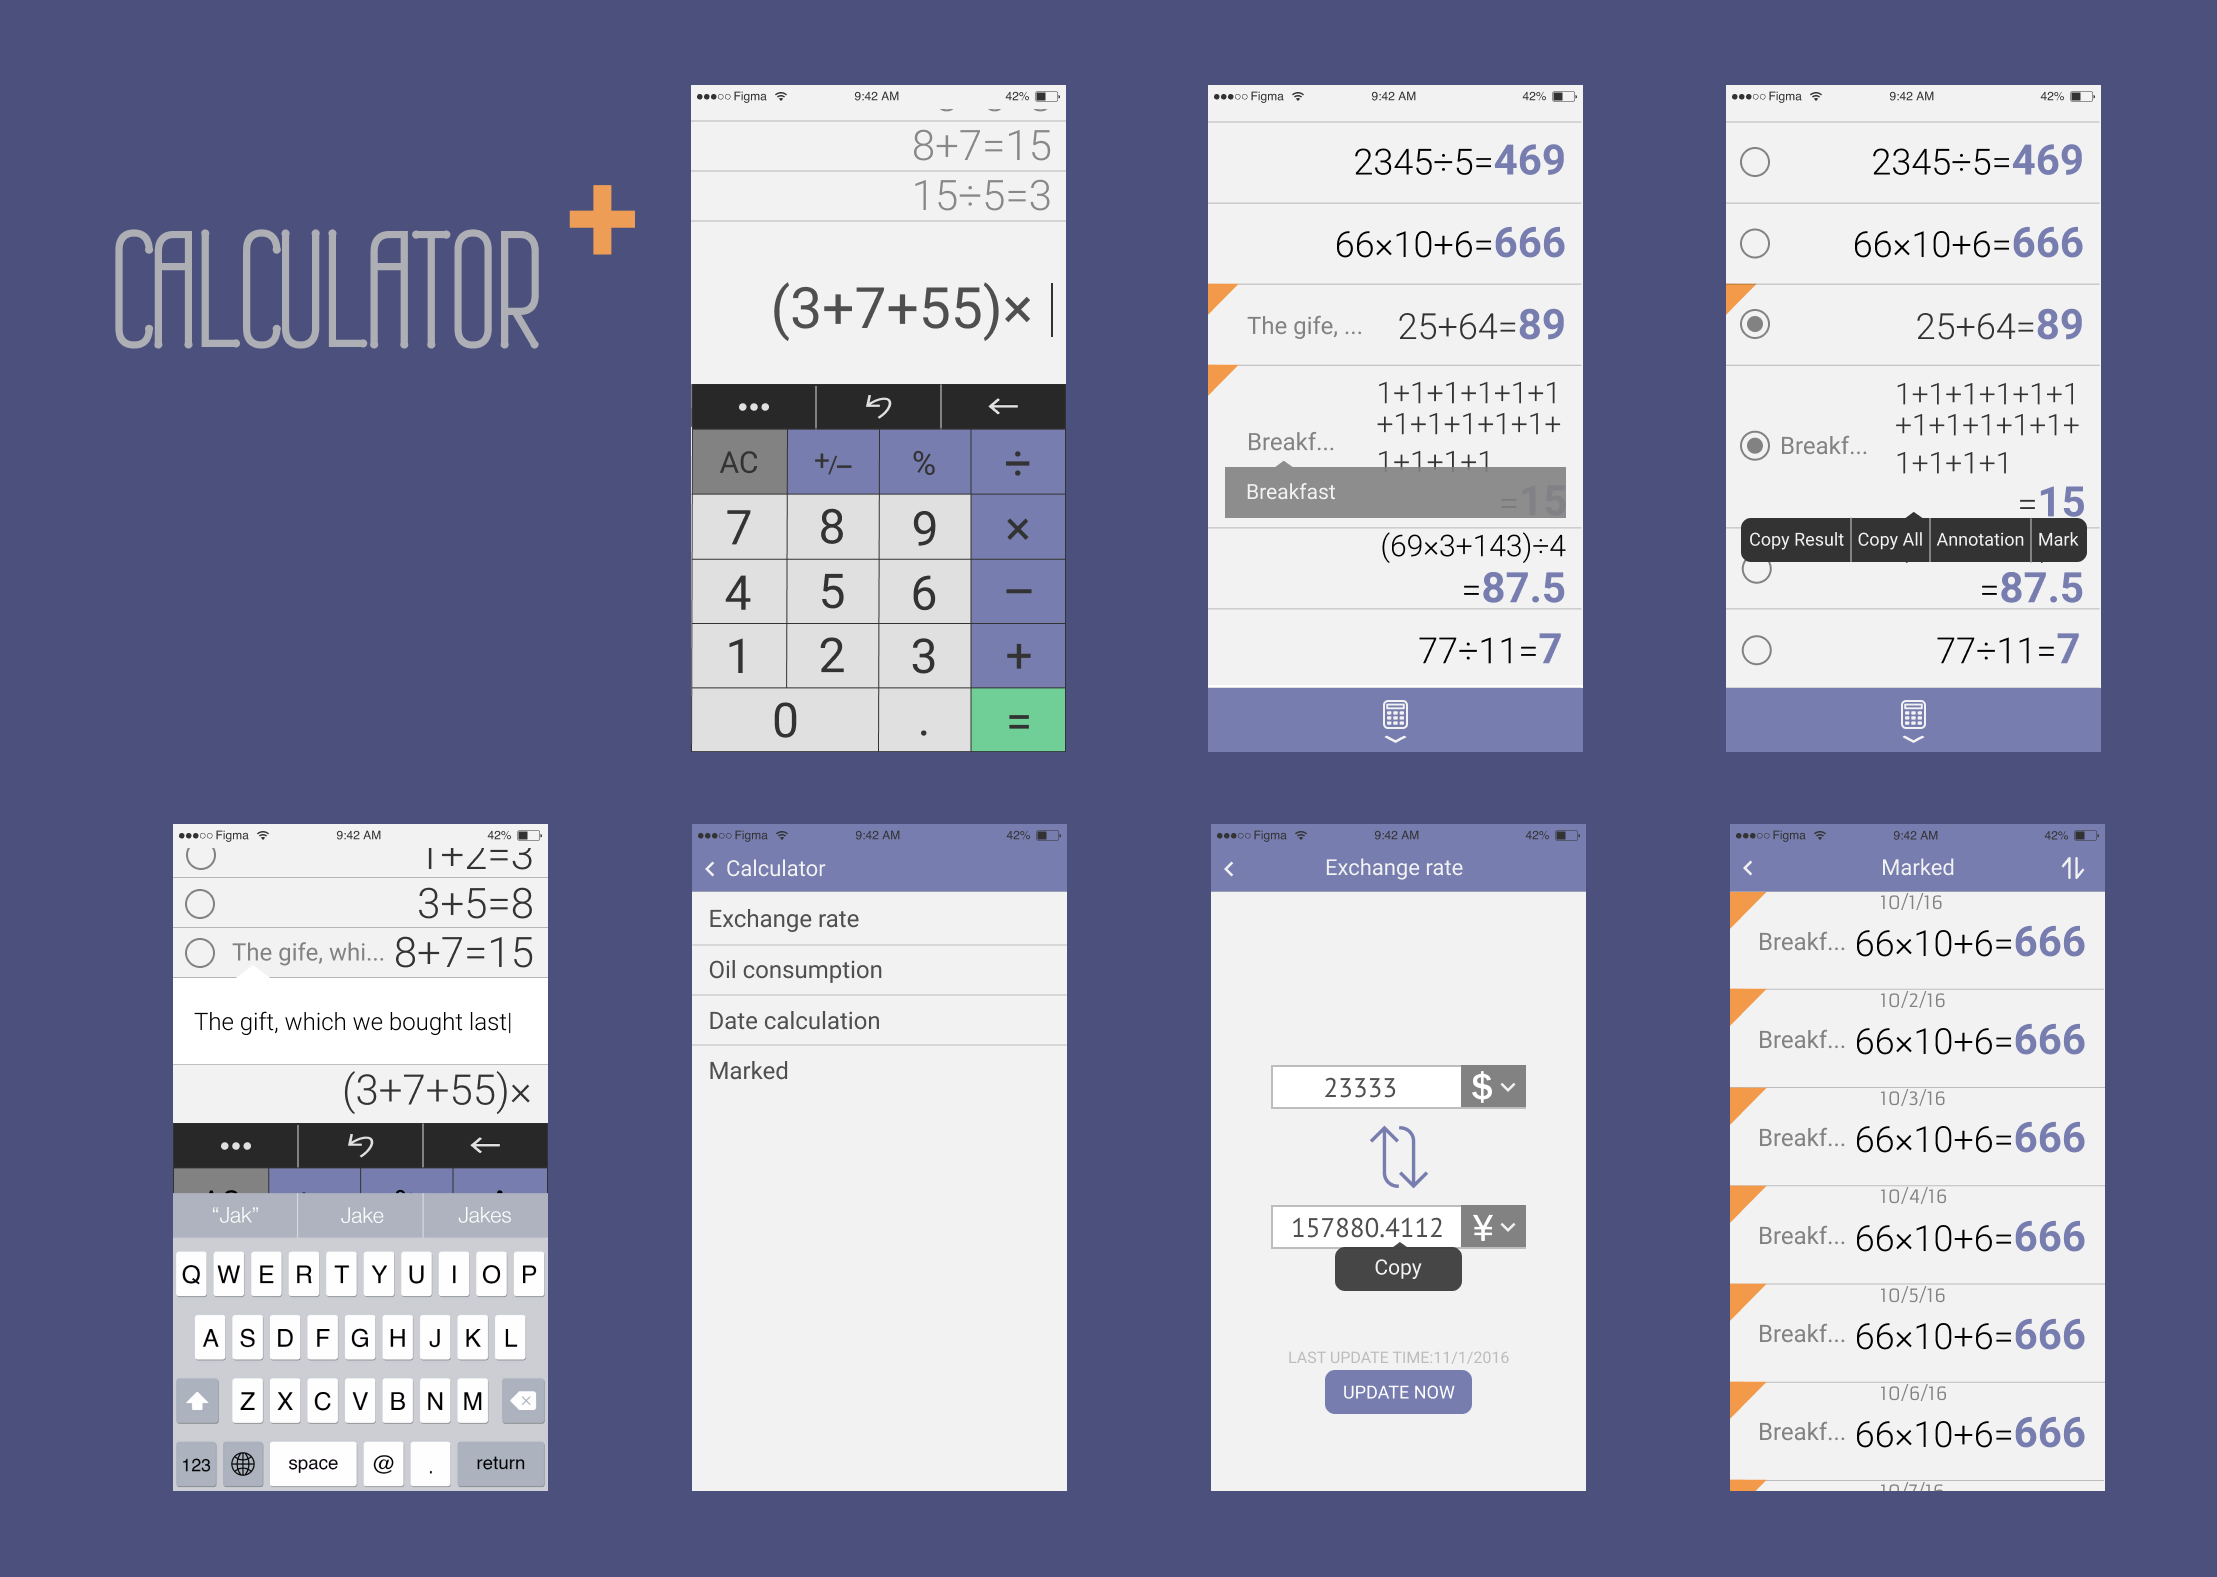 CALCULATOR
Figma 9:42 AM 42%
8+7=15
15÷5=3
(3+7+55)×
AC +/− % ÷
7 8 9 ×
4 5 6 −
1 2 3 +
0 . =
Figma 9:42 AM 42%
2345÷5=469
66×10+6=666
The gife, ... 25+64=89
1+1+1+1+1+1
+1+1+1+1+1+
Breakf...
1+1+1+1
Breakfast =15
(69×3+143)÷4
=87.5
77÷11=7
Figma 9:42 AM 42%
2345÷5=469
66×10+6=666
25+64=89
1+1+1+1+1+1
+1+1+1+1+1+
Breakf...
1+1+1+1
=15
Copy Result Copy All Annotation Mark
=87.5
77÷11=7
Figma 9:42 AM 42%
1+2=3
3+5=8
The gife, whi... 8+7=15
The gift, which we bought last
(3+7+55)×
“Jak” Jake Jakes
Q W E R T Y U I O P
A S D F G H J K L
Z X C V B N M
123 space @ . return
Figma 9:42 AM 42%
Calculator
Exchange rate
Oil consumption
Date calculation
Marked
Figma 9:42 AM 42%
Exchange rate
23333 $
157880.4112 ¥
Copy
LAST UPDATE TIME:11/1/2016
UPDATE NOW
Figma 9:42 AM 42%
Marked
10/1/16
Breakf... 66×10+6=666
10/2/16
Breakf... 66×10+6=666
10/3/16
Breakf... 66×10+6=666
10/4/16
Breakf... 66×10+6=666
10/5/16
Breakf... 66×10+6=666
10/6/16
Breakf... 66×10+6=666
10/7/16